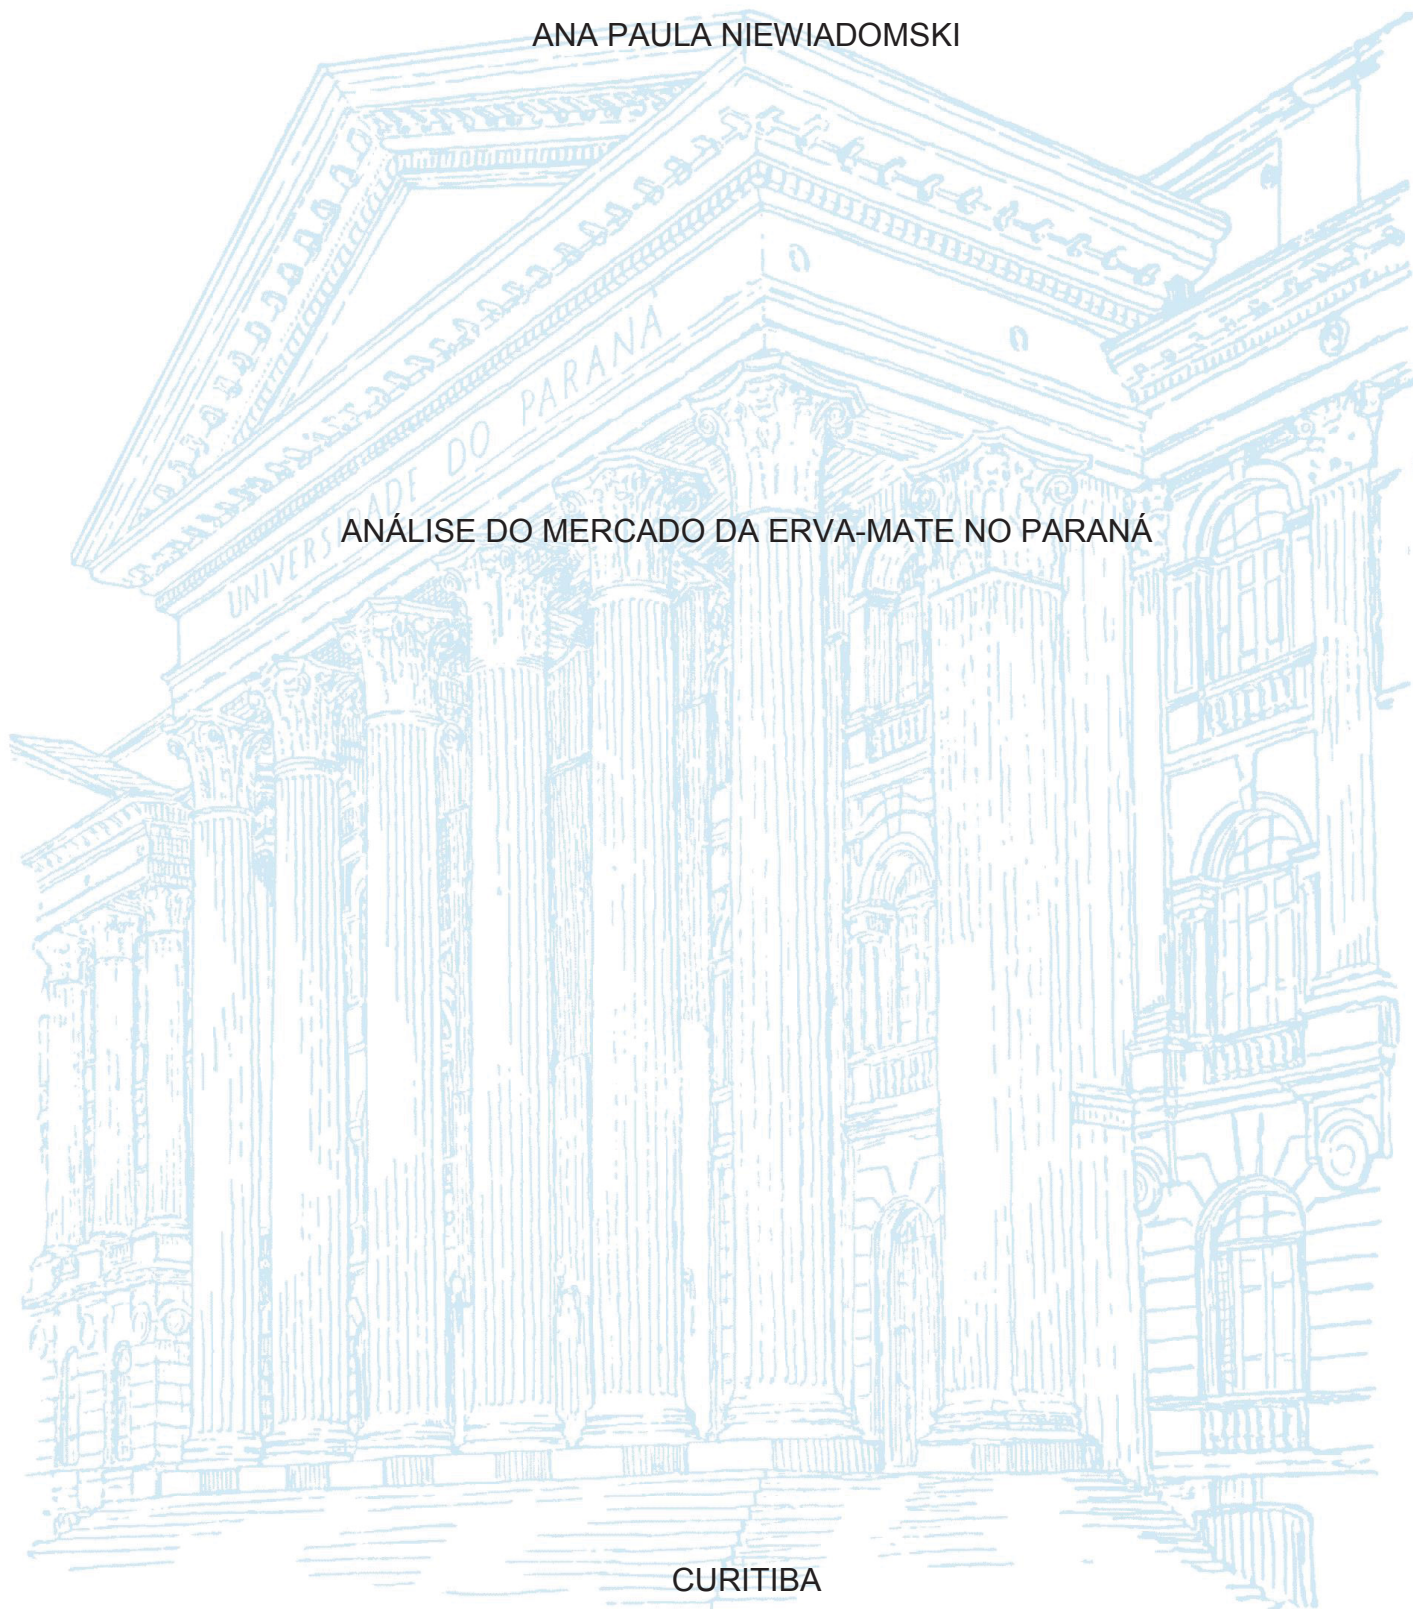 ANA PAULA NIEWIADOMSKI
UNIVERSIDADE DO PARANÁ
ANÁLISE DO MERCADO DA ERVA-MATE NO PARANÁ
CURITIBA